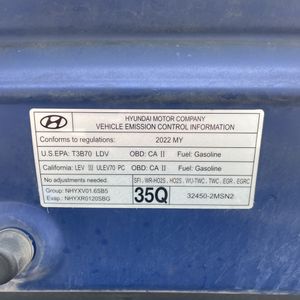 HYUNDAI
HYUNDAI MOTOR COMPANY
VEHICLE EMISSION CONTROL INFORMATION
Conforms to regulations: 2022 MY
U.S.EPA: T3B70 LDV OBD: CA II Fuel: Gasoline
California: LEV III ULEV70 PC OBD: CA II Fuel: Gasoline
No adjustments needed. SFI, WR-HO2S, HO2S, WU-TWC, TWC, EGR, EGRC
Group: NHYXV01.6SB5 35Q 32450-2MSN2
Evap: NHYXR0120SBG